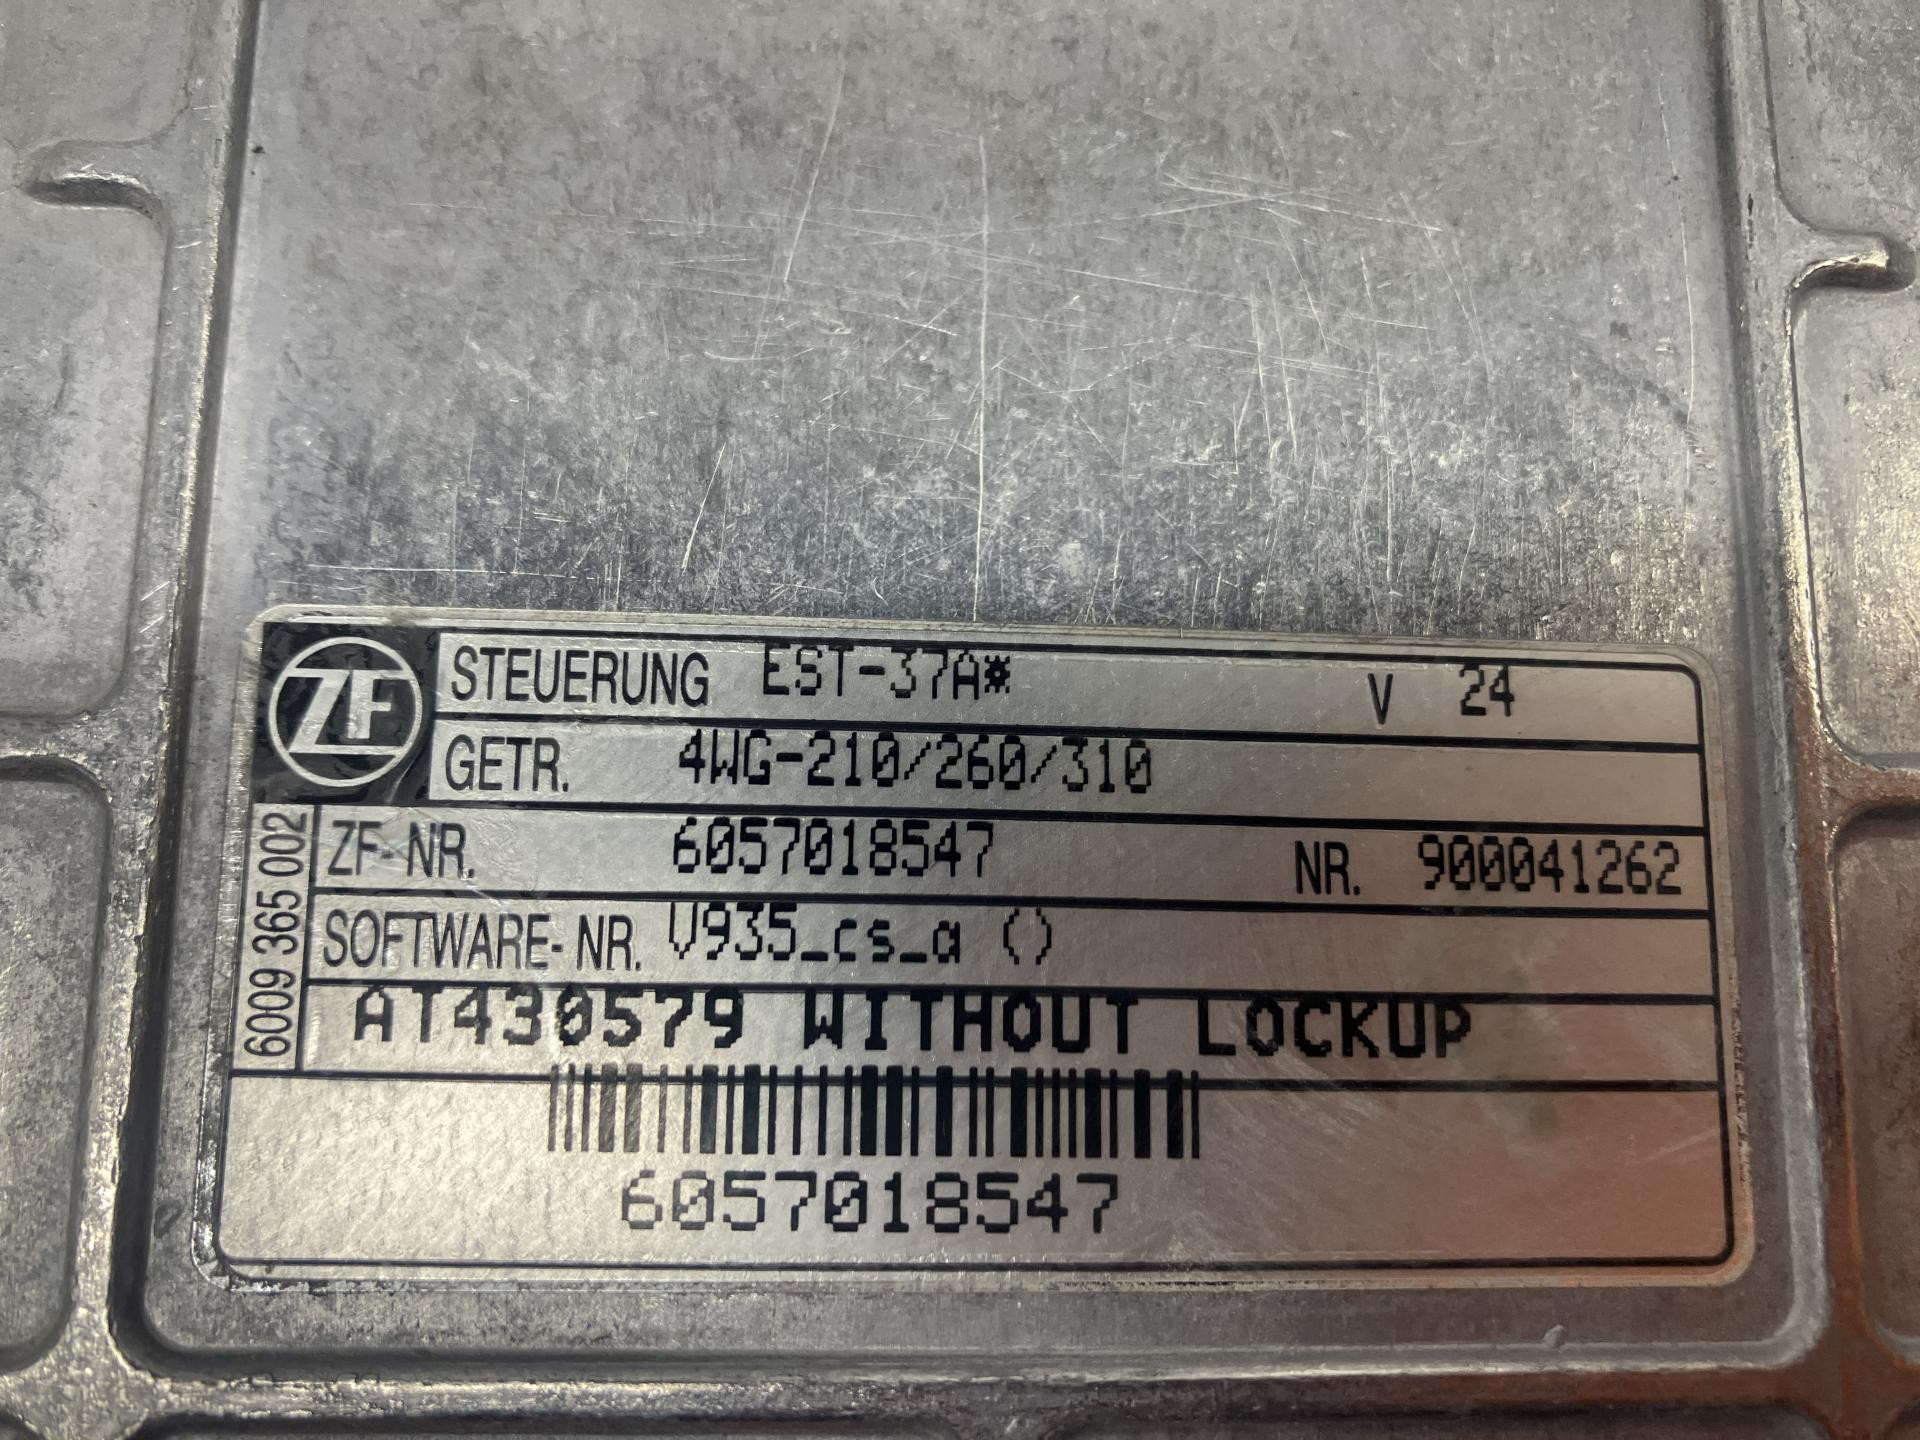 ZF
STEUERUNG EST-37A* V 24
GETR. 4WG-210/260/310
ZF-NR. 6057018547 NR. 900041262
SOFTWARE-NR. V935_cs_a ()
AT430579 WITHOUT LOCKUP
6009 365 002
6057018547